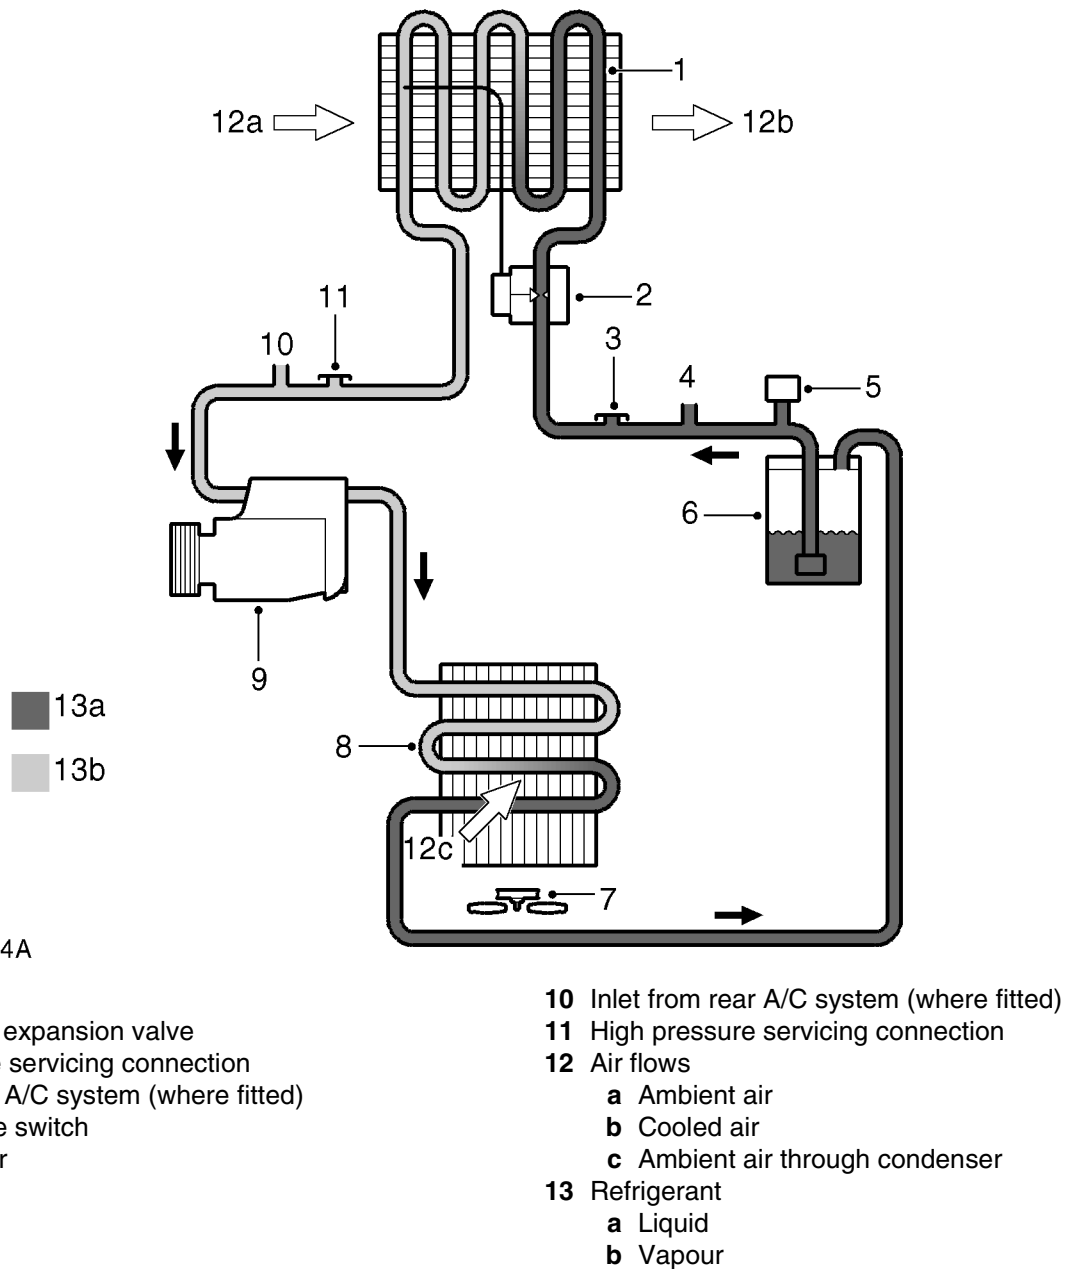 1
12a
12b
2
11
3
10
4
5
6
9
13a
8
13b
12c
7
4A
expansion valve
servicing connection
A/C system (where fitted)
switch
10 Inlet from rear A/C system (where fitted)
11 High pressure servicing connection
12 Air flows
a Ambient air
b Cooled air
c Ambient air through condenser
13 Refrigerant
a Liquid
b Vapour